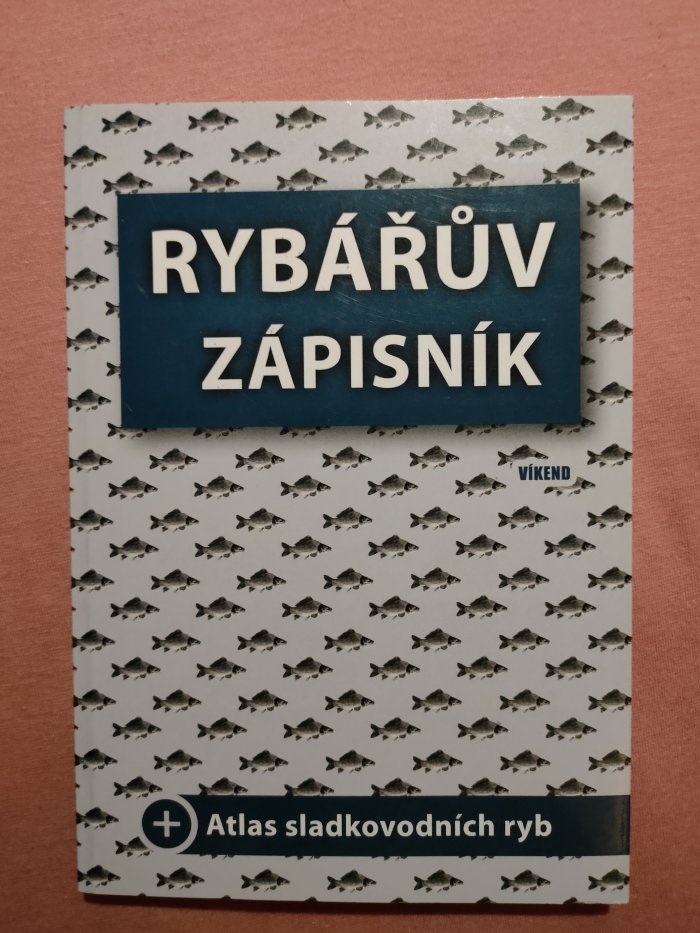 RYBÁŘŮV
ZÁPISNÍK
VÍKEND
+ Atlas sladkovodních ryb